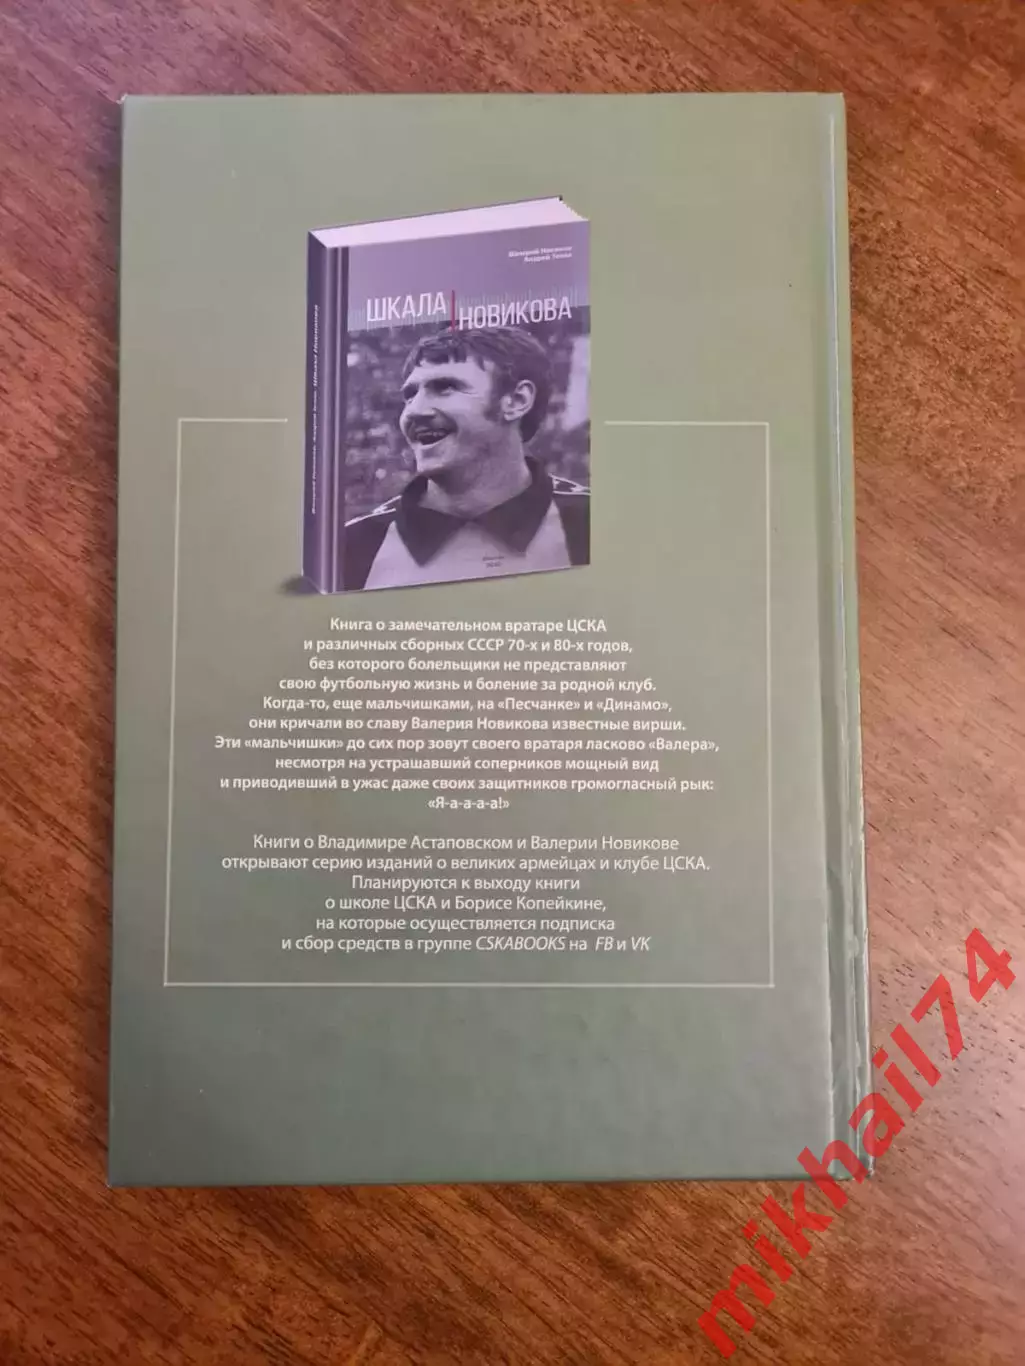 Валерий Новиков
ШКАЛА
НОВИКОВА
Книга о замечательном вратаре ЦСКА
и различных сборных СССР 70-х и 80-х годов,
без которого болельщики не представляют
свою футбольную жизнь и боление за родной клуб.
Когда-то, еще мальчишками, на «Песчанке» и «Динамо»,
они кричали во славу Валерия Новикова известные вирши.
Эти «мальчишки» до сих пор зовут своего вратаря ласково «Валера»,
несмотря на устрашавший соперников мощный вид
и приводивший в ужас даже своих защитников громогласный рык:
«Я-а-а-а-а!»
Книги о Владимире Астаповском и Валерии Новикове
открывают серию изданий о великих армейцах и клубе ЦСКА.
Планируются к выходу книги
о школе ЦСКА и Борисе Копейкине,
на которые осуществляется подписка
и сбор средств в группе CSKABOOKS на FB и VK
mikhail74